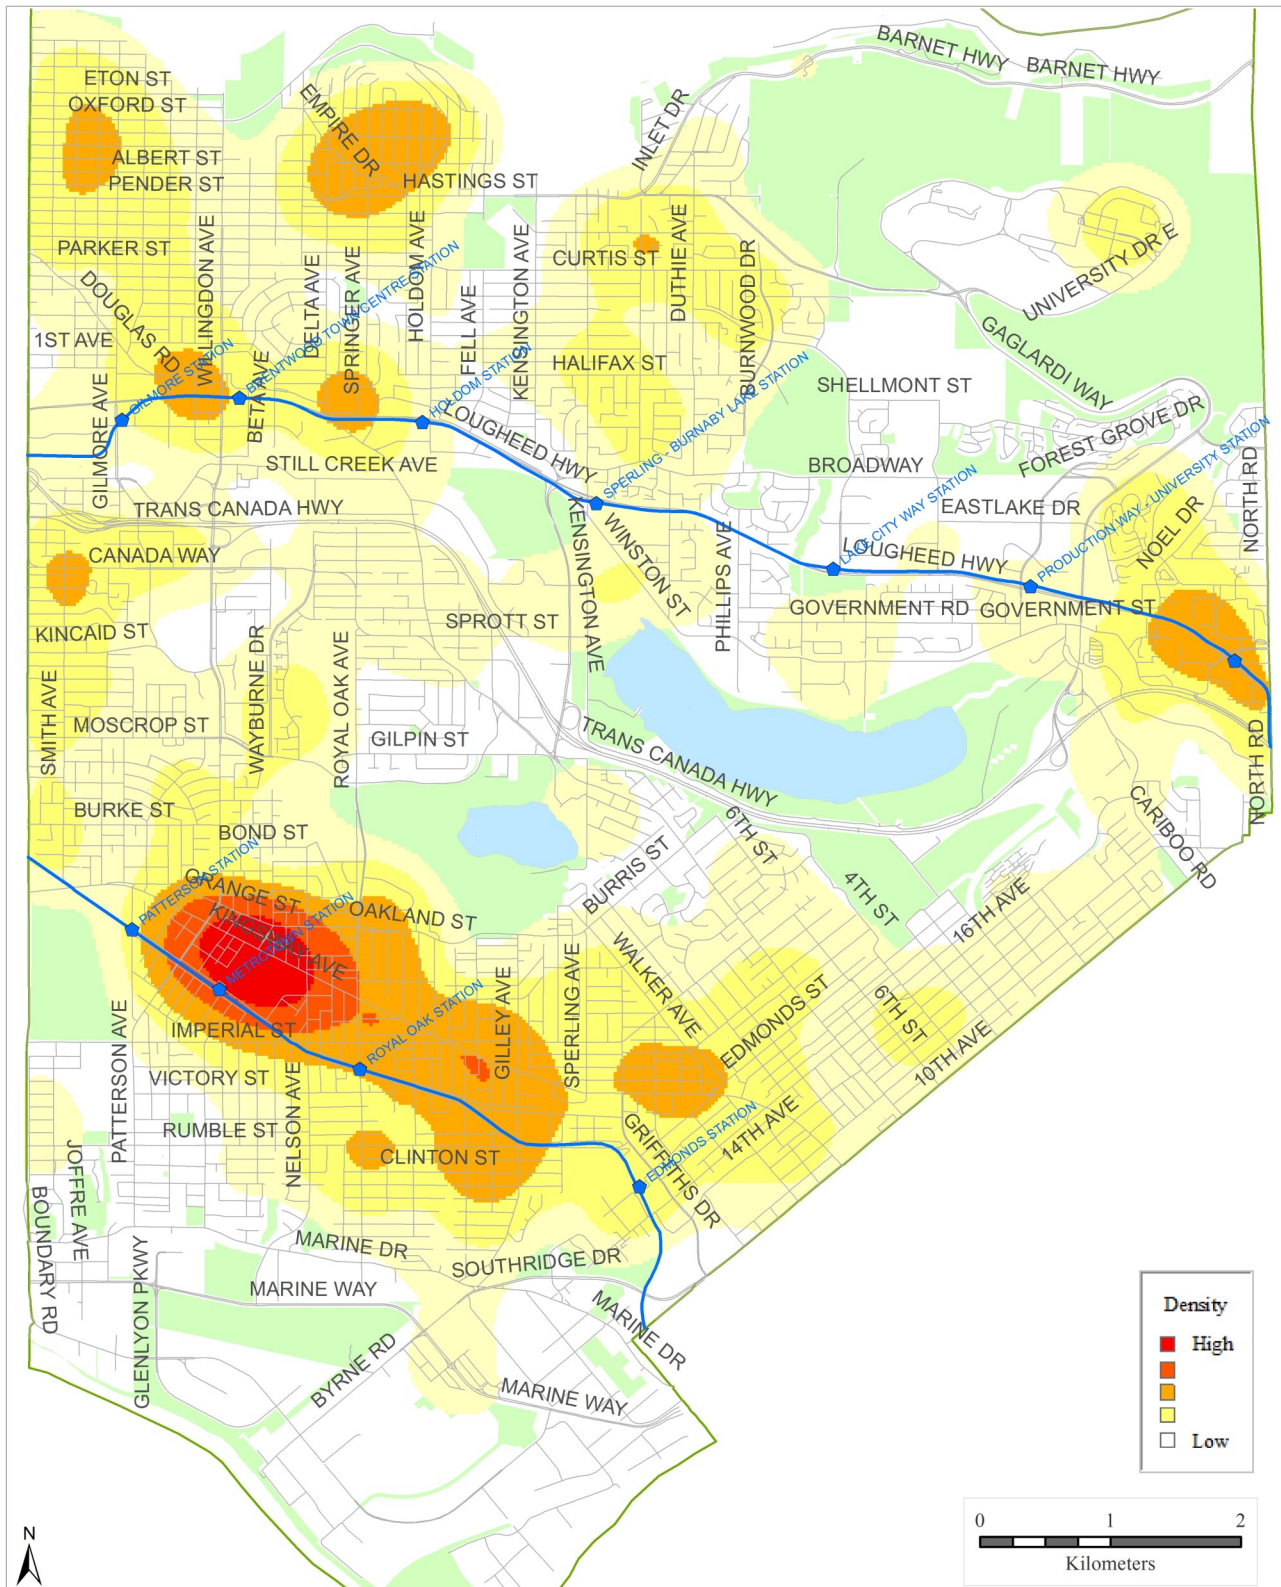 BARNET HWY
BARNET HWY
ETON ST
OXFORD ST
EMPIRE DR
INLET DR
ALBERT ST
PENDER ST
HASTINGS ST
PARKER ST
WILLINGDON AVE
DELTA AVE
SPRINGER AVE
HOLDOM AVE
KENSINGTON AVE
CURTIS ST
DUTHIE AVE
BURNWOOD DR
UNIVERSITY DR E
DOUGLAS RD
BRENTWOOD TOWN CENTRE STATION
FELL AVE
1ST AVE
GILMORE STATION
HOLDOM STATION
HALIFAX ST
GAGLARDI WAY
SHELLMONT ST
GILMORE AVE
BETA AVE
LOUGHEED HWY
SPERLING - BURNABY LAKE STATION
FOREST GROVE DR
STILL CREEK AVE
BROADWAY
NORTH RD
TRANS CANADA HWY
KENSINGTON AVE
WINSTON ST
PHILLIPS AVE
LAKE CITY WAY STATION
EASTLAKE DR
PRODUCTION WAY - UNIVERSITY STATION
NOEL DR
CANADA WAY
LOUGHEED HWY
KINCAID ST
SPROTT ST
GOVERNMENT RD
GOVERNMENT ST
SMITH AVE
WAYBURNE DR
ROYAL OAK AVE
MOSCROP ST
GILPIN ST
TRANS CANADA HWY
NORTH RD
BURKE ST
BOND ST
6TH ST
CARIBOO RD
PATTERSON STATION
GRANGE ST
BURRIS ST
4TH ST
16TH AVE
KINGSWAY AVE
METROTOWN STATION
OAKLAND ST
WALKER AVE
SPERLING AVE
GILLEY AVE
EDMONDS ST
6TH ST
10TH AVE
PATTERSON AVE
IMPERIAL ST
ROYAL OAK STATION
VICTORY ST
NELSON AVE
RUMBLE ST
CLINTON ST
GRIFFITHS DR
EDMONDS STATION
14TH AVE
JOFFRE AVE
BOUNDARY RD
GLENLYON PKWY
MARINE DR
SOUTHRIDGE DR
MARINE WAY
MARINE DR
BYRNE RD
MARINE WAY
Density
High
Low
N
0 1 2
Kilometers